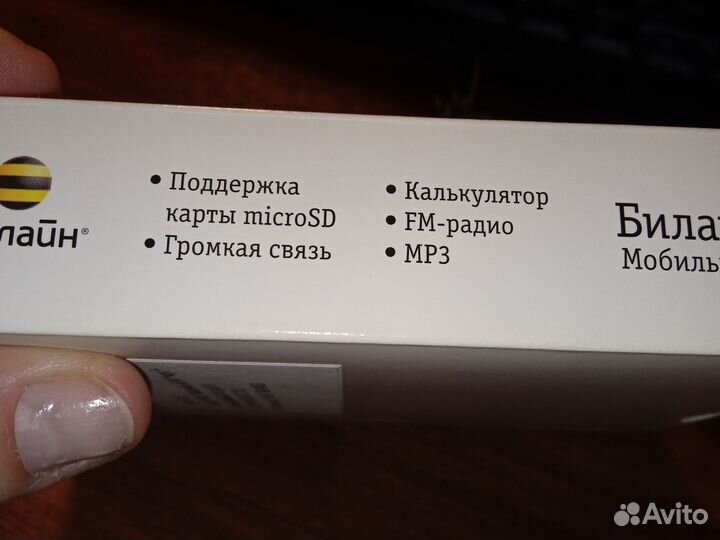 лайн®
• Поддержка
карты microSD
• Громкая связь
• Калькулятор
• FM-радио
• MP3
Била
Мобиль
Avito